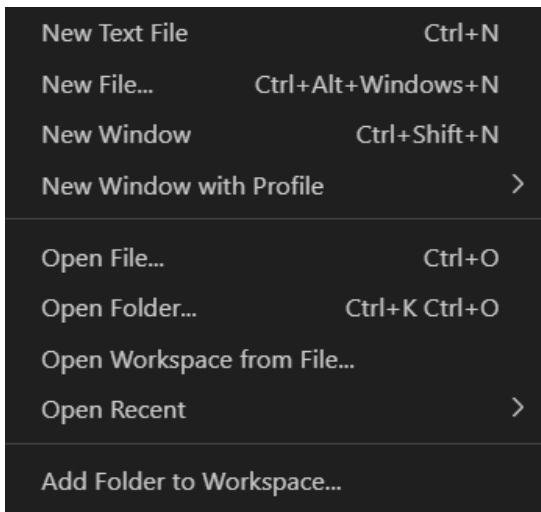 New Text File Ctrl+N
New File... Ctrl+Alt+Windows+N
New Window Ctrl+Shift+N
New Window with Profile >
Open File... Ctrl+O
Open Folder... Ctrl+K Ctrl+O
Open Workspace from File...
Open Recent >
Add Folder to Workspace...